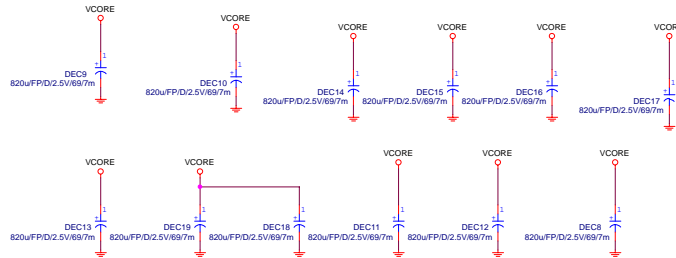 VCORE
VCORE
VCORE
VCORE
VCORE
VCORE
1
DEC9
820u/FP/D/2.5V/69/7m
1
DEC10
820u/FP/D/2.5V/69/7m
1
DEC14
820u/FP/D/2.5V/69/7m
1
DEC15
820u/FP/D/2.5V/69/7m
1
DEC16
820u/FP/D/2.5V/69/7m
1
DEC17
820u/FP/D/2.5V/69/7m
VCORE
VCORE
VCORE
VCORE
VCORE
1
DEC13
820u/FP/D/2.5V/69/7m
1
DEC19
820u/FP/D/2.5V/69/7m
1
DEC18
820u/FP/D/2.5V/69/7m
1
DEC11
820u/FP/D/2.5V/69/7m
1
DEC12
820u/FP/D/2.5V/69/7m
1
DEC8
820u/FP/D/2.5V/69/7m